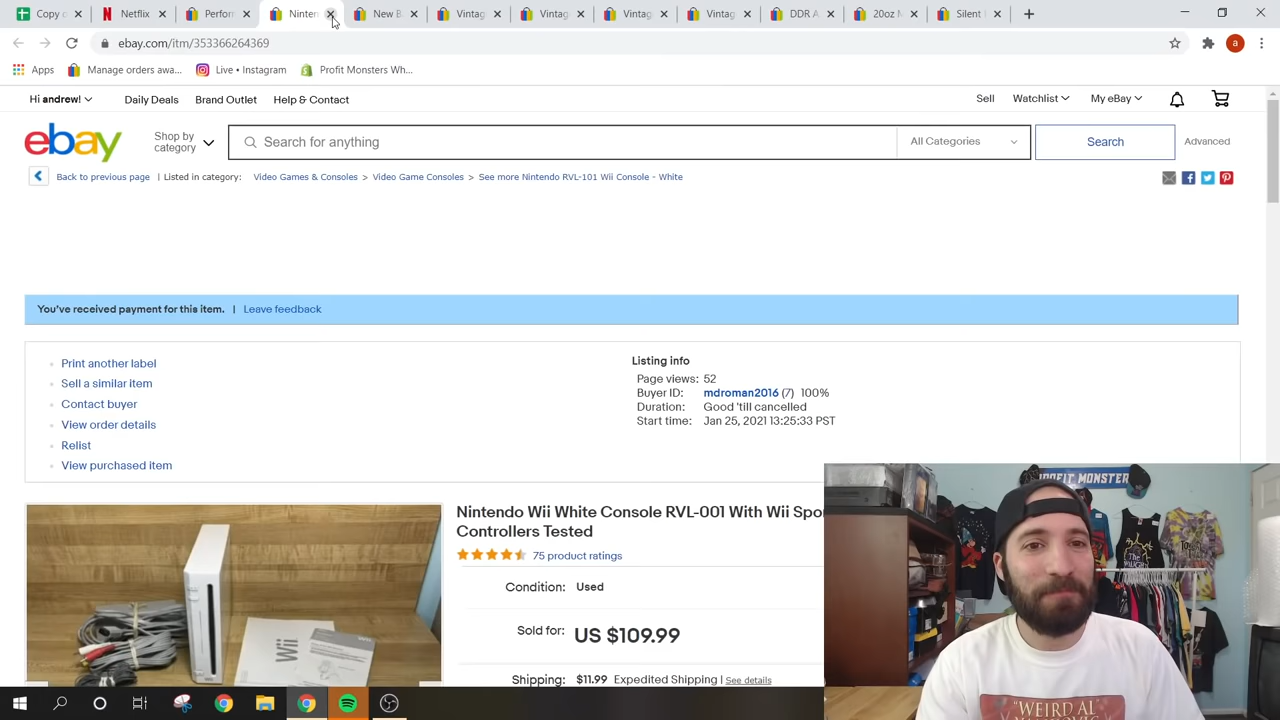 Copy Netflix Perform Nintend New B Vintag Vintag Vintag Vintag DDR A 20oz M Silent
ebay.com/itm/353366264369 a
Apps Manage orders awa... Live • Instagram Profit Monsters Wh...
Hi andrew! Daily Deals Brand Outlet Help & Contact Sell Watchlist My eBay
ebay Shop by category Search for anything All Categories Search Advanced
Back to previous page | Listed in category: Video Games & Consoles > Video Game Consoles > See more Nintendo RVL-101 Wii Console - White
You've received payment for this item. | Leave feedback
Print another label
Sell a similar item
Contact buyer
View order details
Relist
View purchased item
Listing info
Page views: 52
Buyer ID: mdroman2016 (7) 100%
Duration: Good 'till cancelled
Start time: Jan 25, 2021 13:25:33 PST
Nintendo Wii White Console RVL-001 With Wii Spo
Controllers Tested
75 product ratings
Condition: Used
Sold for: US $109.99
Shipping: $11.99 Expedited Shipping | See details
Wii
PROFIT MONSTER
"WEIRD AL